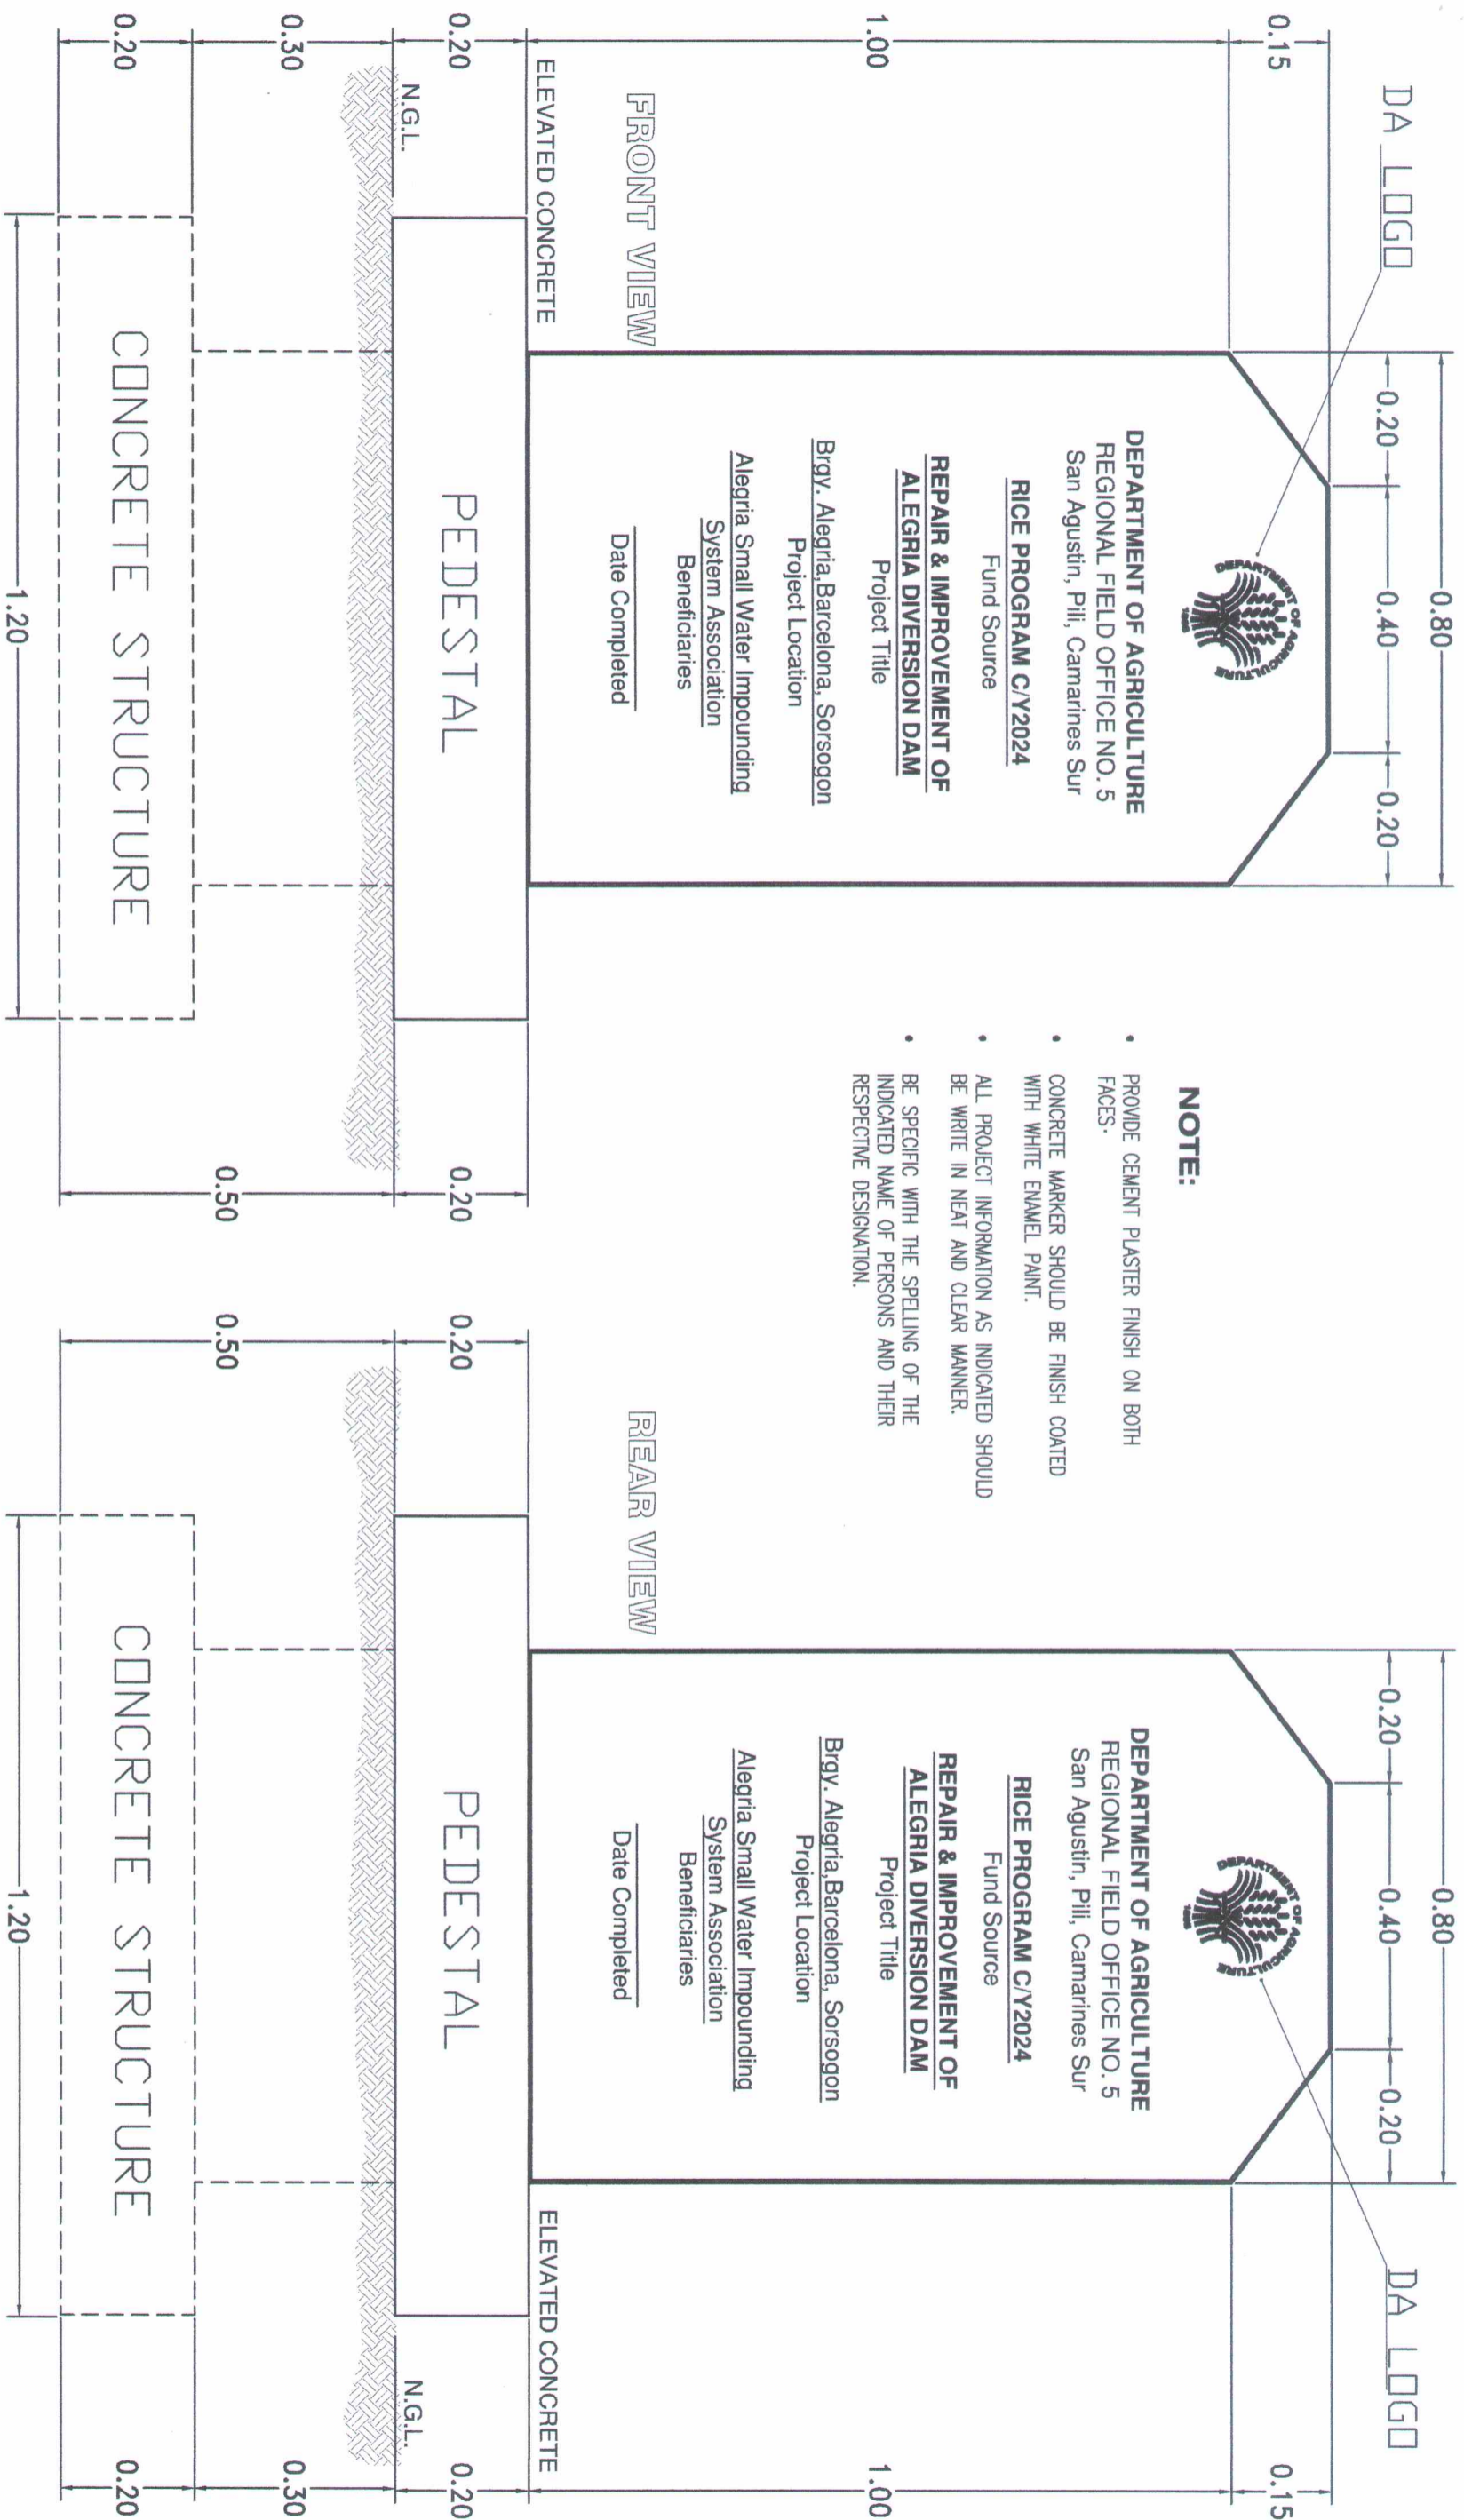 DA LOGO
0.80
0.20
0.40
0.20
0.15
1.00
0.20
0.30
0.20
DEPARTMENT OF AGRICULTURE
1898
DEPARTMENT OF AGRICULTURE
REGIONAL FIELD OFFICE NO. 5
San Agustin, Pili, Camarines Sur
RICE PROGRAM C/Y2024
Fund Source
REPAIR & IMPROVEMENT OF
ALEGRIA DIVERSION DAM
Project Title
Brgy. Alegria,Barcelona, Sorsogon
Project Location
Alegria Small Water Impounding
System Association
Beneficiaries
Date Completed
FRONT VIEW
ELEVATED CONCRETE
N.G.L.
PEDESTAL
CONCRETE STRUCTURE
0.20
0.50
1.20
NOTE:
• PROVIDE CEMENT PLASTER FINISH ON BOTH
FACES.
• CONCRETE MARKER SHOULD BE FINISH COATED
WITH WHITE ENAMEL PAINT.
• ALL PROJECT INFORMATION AS INDICATED SHOULD
BE WRITE IN NEAT AND CLEAR MANNER.
• BE SPECIFIC WITH THE SPELLING OF THE
INDICATED NAME OF PERSONS AND THEIR
RESPECTIVE DESIGNATION.
DA LOGO
0.80
0.20
0.40
0.20
0.15
1.00
0.20
0.30
0.20
DEPARTMENT OF AGRICULTURE
1898
DEPARTMENT OF AGRICULTURE
REGIONAL FIELD OFFICE NO. 5
San Agustin, Pili, Camarines Sur
RICE PROGRAM C/Y2024
Fund Source
REPAIR & IMPROVEMENT OF
ALEGRIA DIVERSION DAM
Project Title
Brgy. Alegria,Barcelona, Sorsogon
Project Location
Alegria Small Water Impounding
System Association
Beneficiaries
Date Completed
REAR VIEW
ELEVATED CONCRETE
N.G.L.
PEDESTAL
CONCRETE STRUCTURE
0.20
0.50
1.20